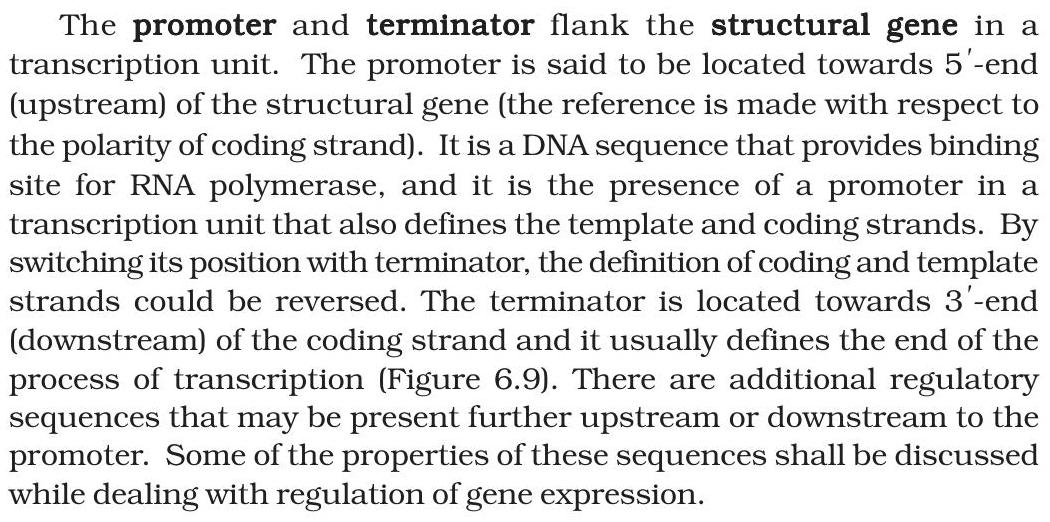 The promoter and terminator flank the structural gene in a
transcription unit. The promoter is said to be located towards 5'-end
(upstream) of the structural gene (the reference is made with respect to
the polarity of coding strand). It is a DNA sequence that provides binding
site for RNA polymerase, and it is the presence of a promoter in a
transcription unit that also defines the template and coding strands. By
switching its position with terminator, the definition of coding and template
strands could be reversed. The terminator is located towards 3'-end
(downstream) of the coding strand and it usually defines the end of the
process of transcription (Figure 6.9). There are additional regulatory
sequences that may be present further upstream or downstream to the
promoter. Some of the properties of these sequences shall be discussed
while dealing with regulation of gene expression.